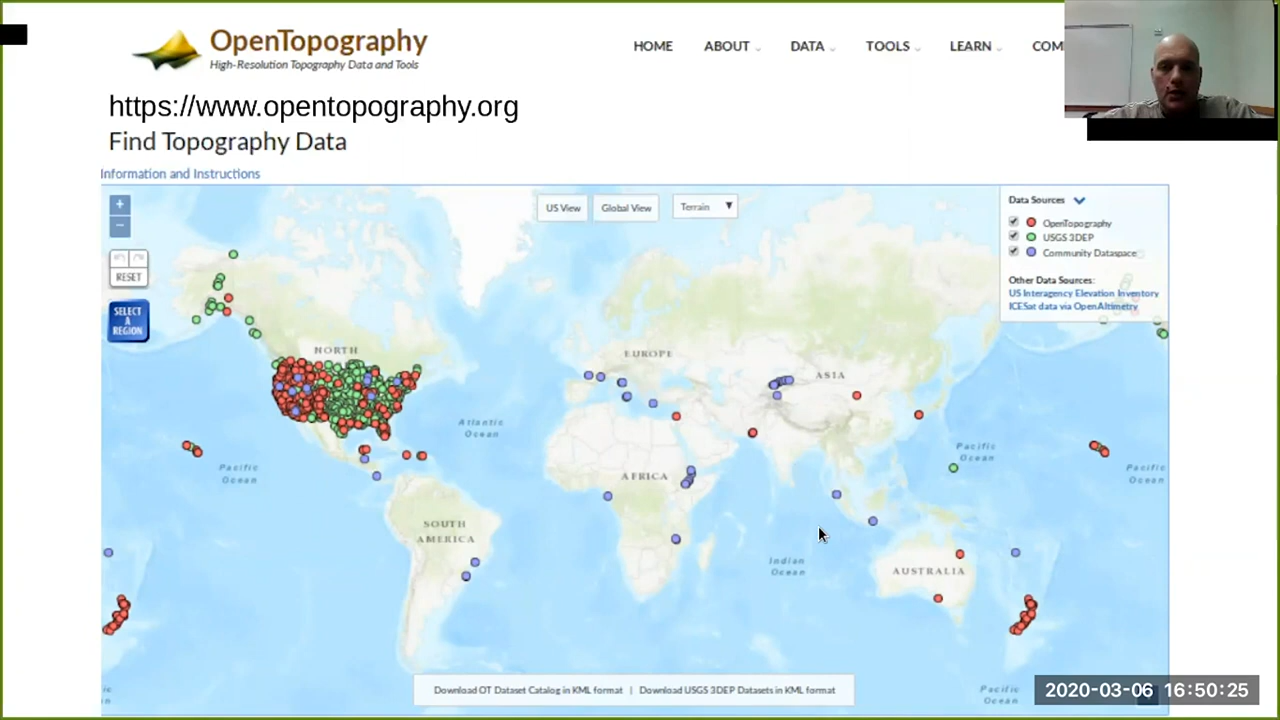 OpenTopography
High-Resolution Topography Data and Tools
HOME ABOUT DATA TOOLS LEARN COM
https://www.opentopography.org
Find Topography Data
Information and Instructions
+
−
US View Global View Terrain
Data Sources
OpenTopography
USGS 3DEP
Community Dataspace
Other Data Sources:
US Interagency Elevation Inventory
ICESat data via OpenAltimetry
RESET
SELECT
A
REGION
NORTH
EUROPE
ASIA
Atlantic
Ocean
Pacific
Ocean
Pacific
Ocean
Pacific
Ocean
AFRICA
SOUTH
AMERICA
Indian
Ocean
AUSTRALIA
Download OT Dataset Catalog in KML format | Download USGS 3DEP Datasets in KML format
ic
Pacific
Ocean
2020-03-06 16:50:25